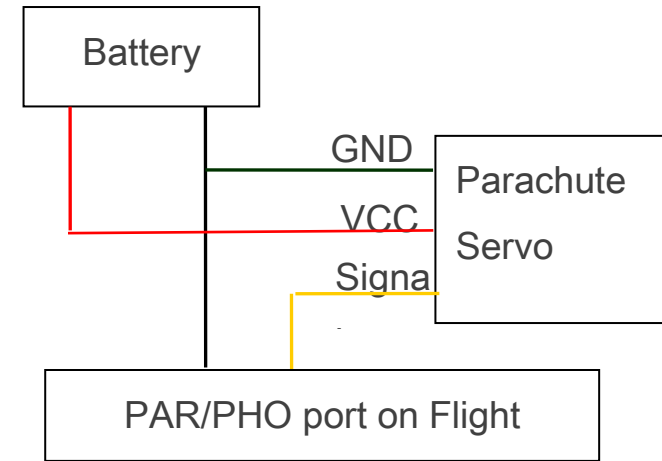 Battery
GND
Parachute
VCC
Servo
Signa
PAR/PHO port on Flight